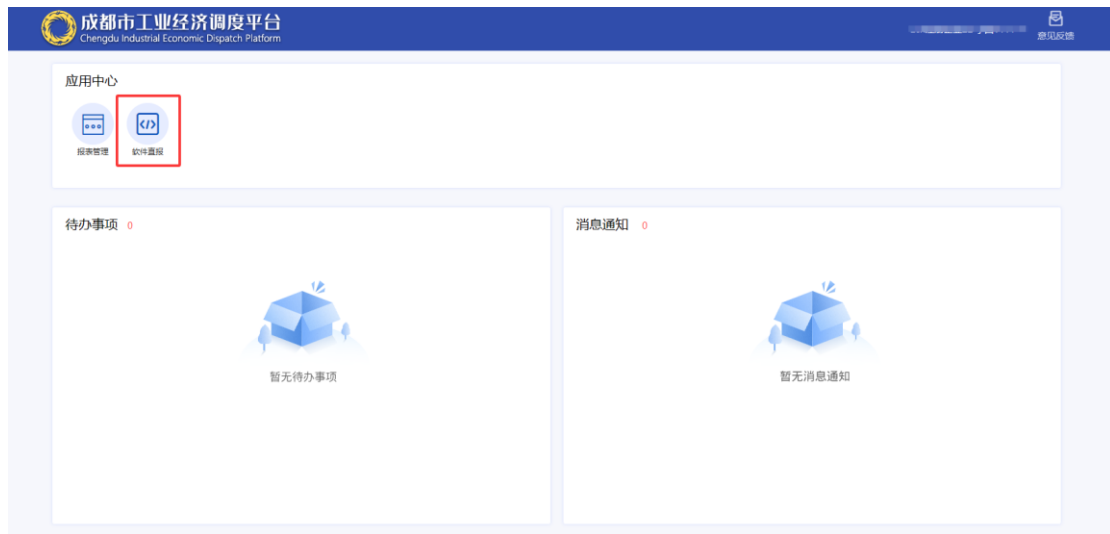 成都市工业经济调度平台
Chengdu Industrial Economic Dispatch Platform
意见反馈
应用中心
报表管理 软件直报
待办事项 0
消息通知 0
暂无待办事项
暂无消息通知